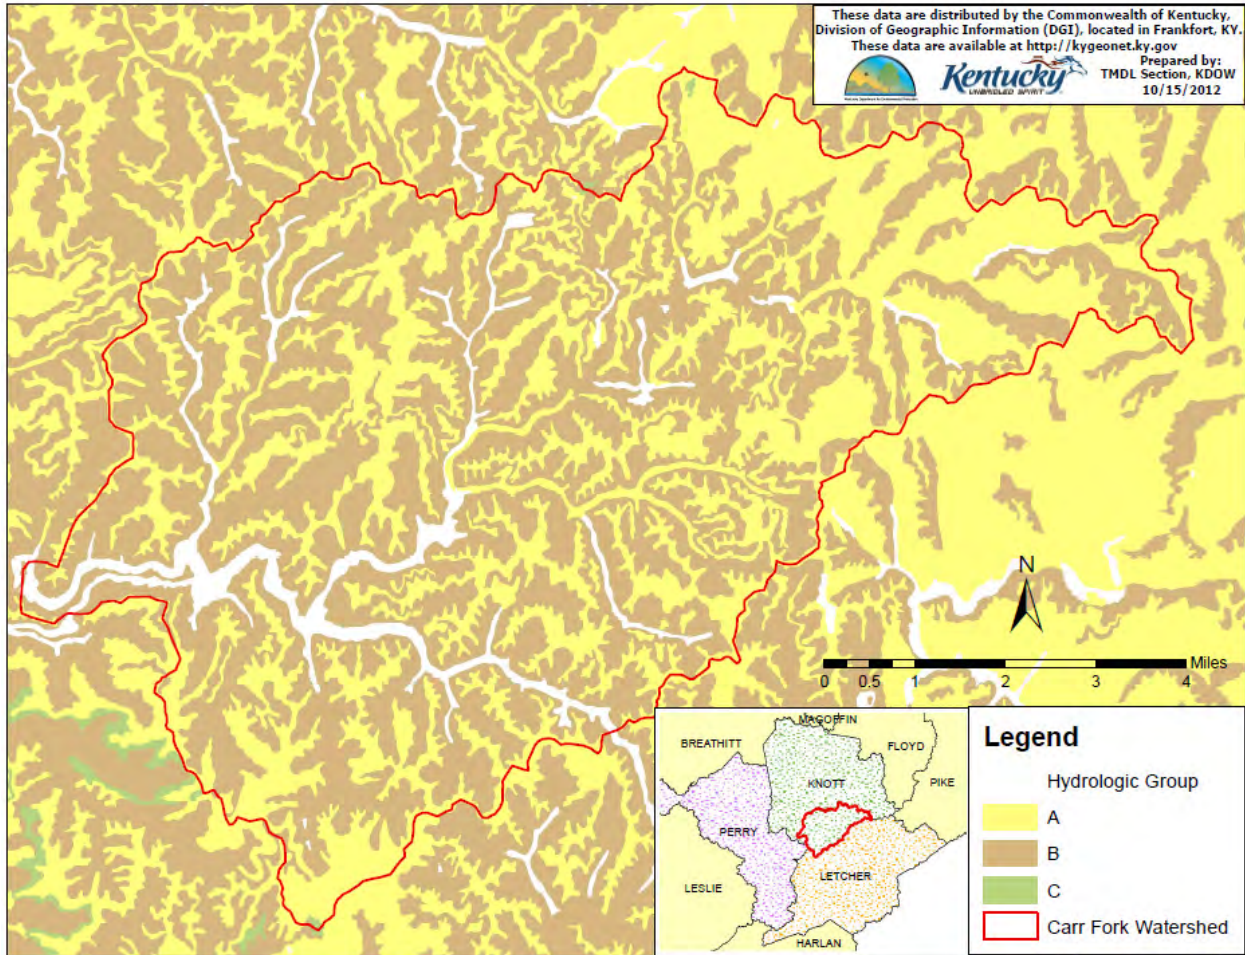 These data are distributed by the Commonwealth of Kentucky,
Division of Geographic Information (DGI), located in Frankfort, KY.
These data are available at http://kygeonet.ky.gov
Kentucky
UNBRIDLED SPIRIT
Prepared by:
TMDL Section, KDOW
10/15/2012
N
Miles
0 0.5 1 2 3 4
MAGOFFIN
BREATHITT
FLOYD
KNOTT
PIKE
PERRY
LETCHER
LESLIE
HARLAN
Legend
Hydrologic Group
A
B
C
Carr Fork Watershed